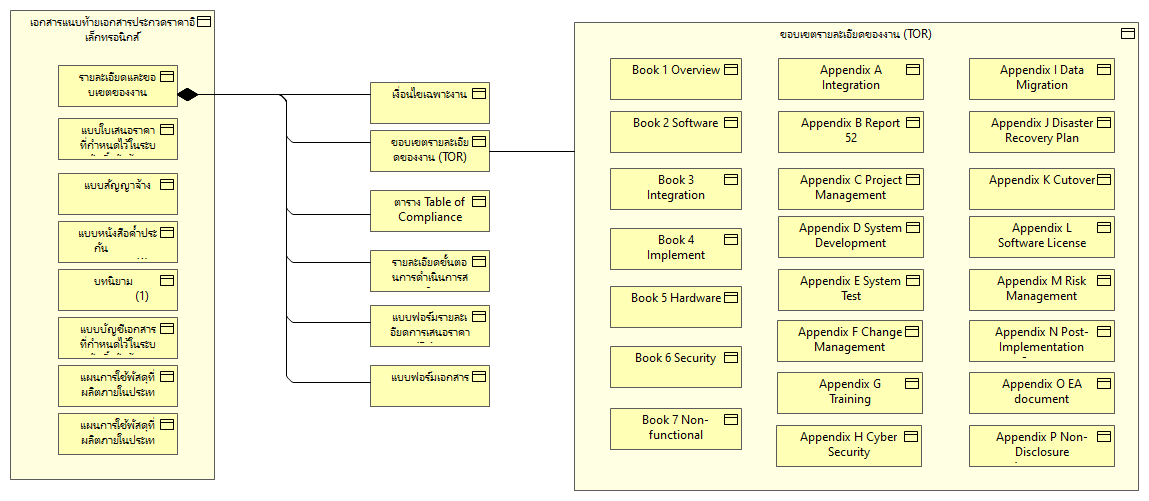 เอกสารแนบท้ายเอกสารประกวดราคาอิ
เล็กทรอนิกส์
รายละเอียดและขอ
บเขตของงาน
แบบใบเสนอราคา
ที่กำหนดไว้ในระบ
แบบสัญญาจ้าง
แบบหนังสือค้ำประ
กัน
บทนิยาม
(1)
แบบบัญชีเอกสาร
ที่กำหนดไว้ในระบ
แผนการใช้พัสดุที่
ผลิตภายในประเท
แผนการใช้พัสดุที่
ผลิตภายในประเท
เงื่อนไขเฉพาะงาน
ขอบเขตรายละเอีย
ดของงาน (TOR)
ตาราง Table of
Compliance
รายละเอียดขั้นตอ
นการดำเนินการส
แบบฟอร์มรายละเ
อียดการเสนอราคา
แบบฟอร์มเอกสาร
ขอบเขตรายละเอียดของงาน (TOR)
Book 1 Overview
Book 2 Software
Book 3
Integration
Book 4
Implement
Book 5 Hardware
Book 6 Security
Book 7 Non-
functional
Appendix A
Integration
Appendix B Report
52
Appendix C Project
Management
Appendix D System
Development
Appendix E System
Test
Appendix F Change
Management
Appendix G
Training
Appendix H Cyber
Security
Appendix I Data
Migration
Appendix J Disaster
Recovery Plan
Appendix K Cutover
Appendix L
Software License
Appendix M Risk
Management
Appendix N Post-
Implementation
Appendix O EA
document
Appendix P Non-
Disclosure